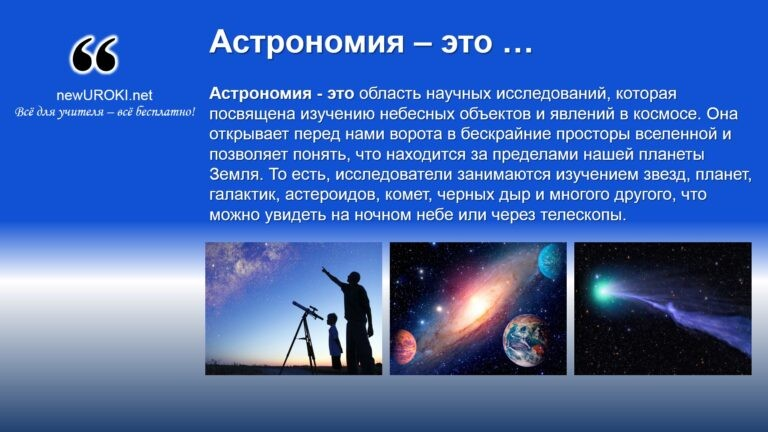 Астрономия – это …
newUROKI.net
Всё для учителя – всё бесплатно!
Астрономия - это область научных исследований, которая
посвящена изучению небесных объектов и явлений в космосе. Она
открывает перед нами ворота в бескрайние просторы вселенной и
позволяет понять, что находится за пределами нашей планеты
Земля. То есть, исследователи занимаются изучением звезд, планет,
галактик, астероидов, комет, черных дыр и многого другого, что
можно увидеть на ночном небе или через телескопы.